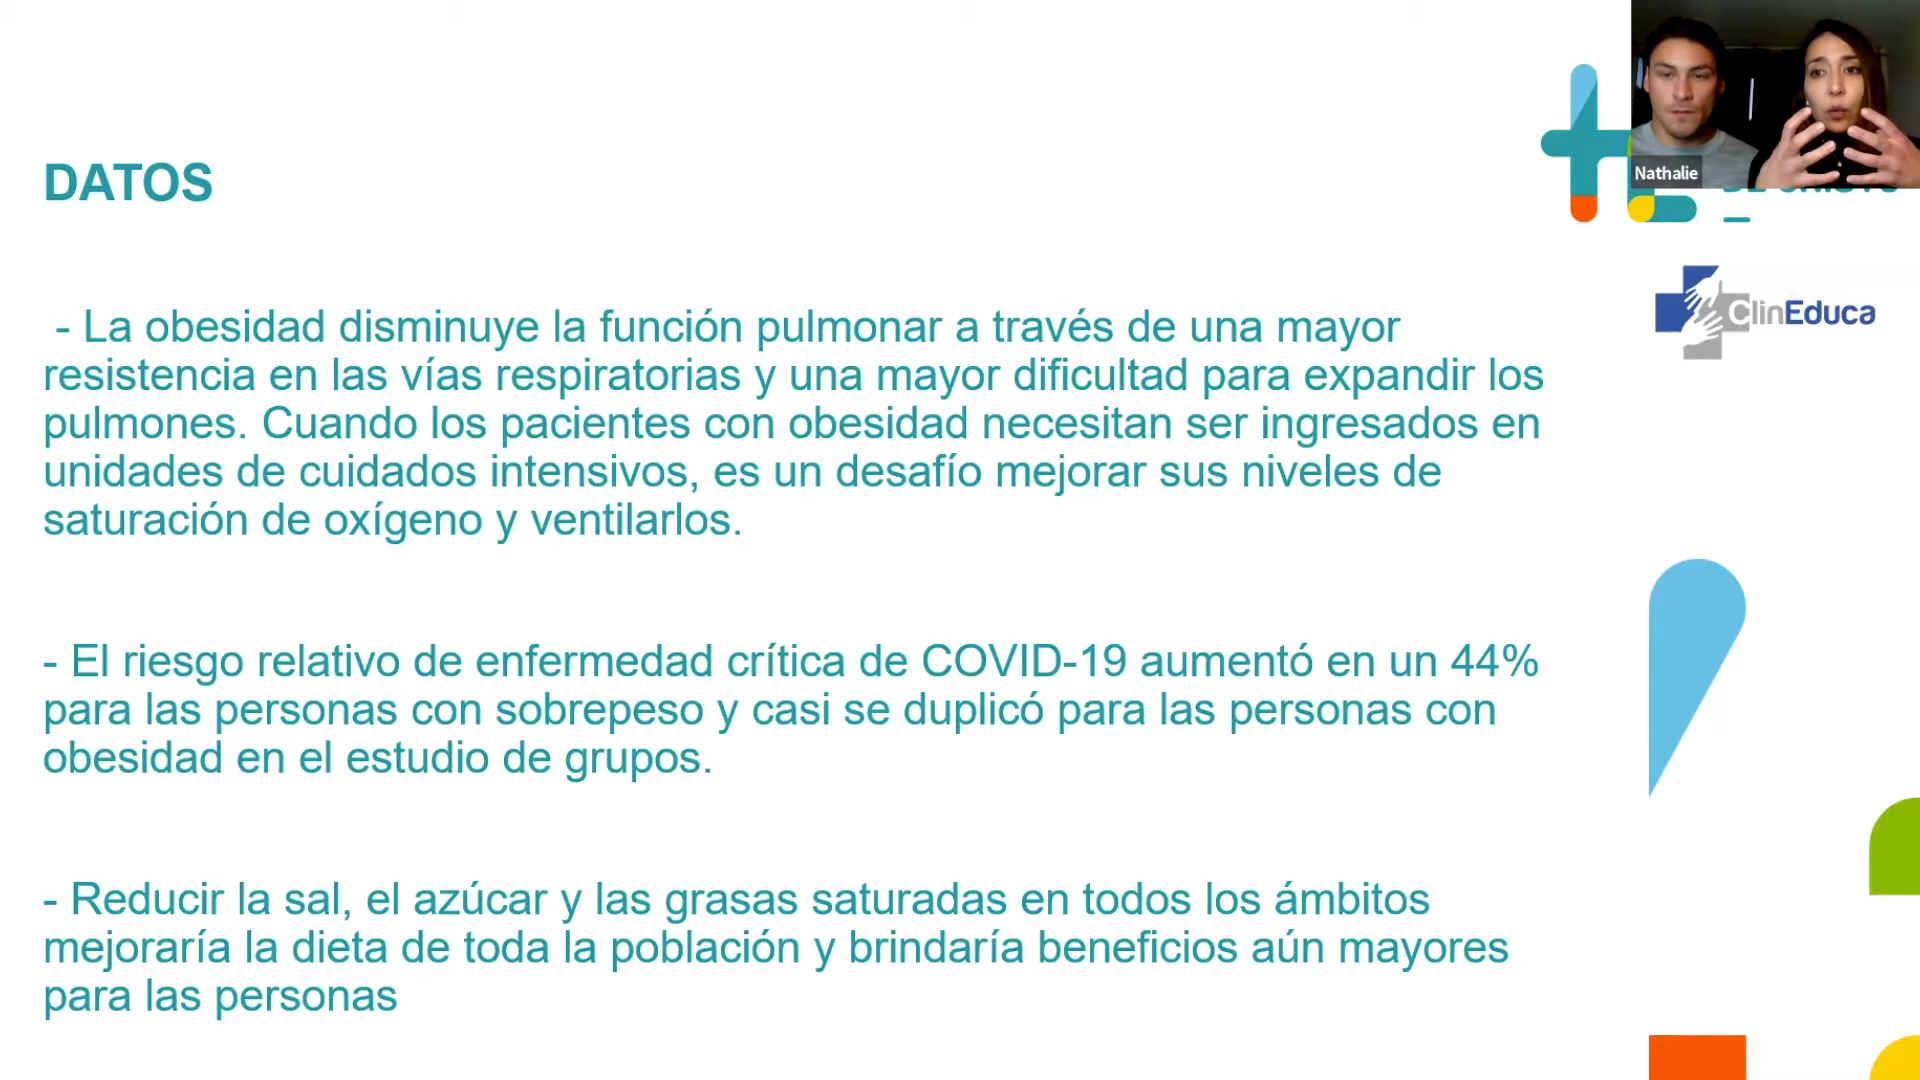 Nathalie
DATOS
ClinEduca
- La obesidad disminuye la función pulmonar a través de una mayor
resistencia en las vías respiratorias y una mayor dificultad para expandir los
pulmones. Cuando los pacientes con obesidad necesitan ser ingresados en
unidades de cuidados intensivos, es un desafío mejorar sus niveles de
saturación de oxígeno y ventilarlos.
- El riesgo relativo de enfermedad crítica de COVID-19 aumentó en un 44%
para las personas con sobrepeso y casi se duplicó para las personas con
obesidad en el estudio de grupos.
- Reducir la sal, el azúcar y las grasas saturadas en todos los ámbitos
mejoraría la dieta de toda la población y brindaría beneficios aún mayores
para las personas